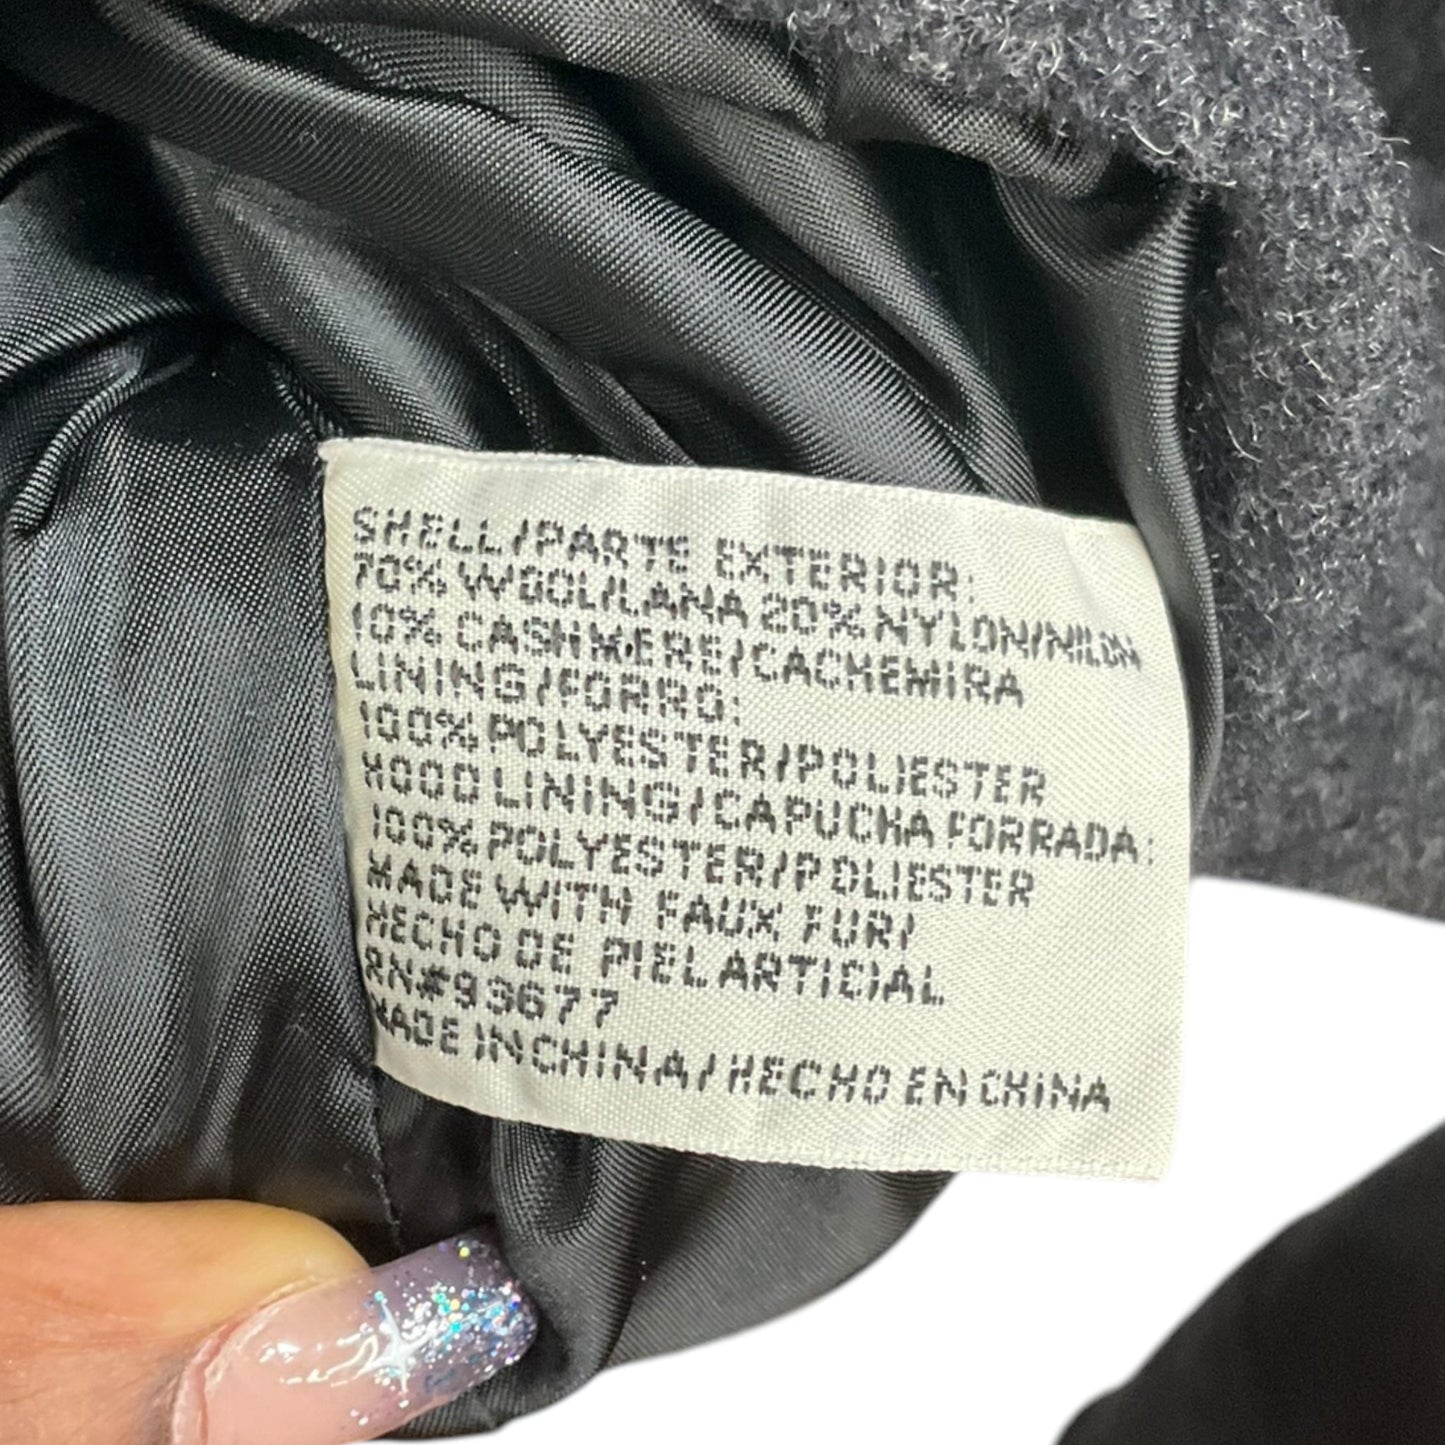 SHELL/PARTE EXTERIOR:
70% WOOL/LANA 20% NYLON/NILON
10% CASHMERE/CACHEMIRA
LINING/FORRO:
100% POLYESTER/POLIESTER
HOOD LINING/CAPUCHA FORRADA:
100% POLYESTER/POLIESTER
MADE WITH FAUX FUR/
HECHO DE PIEL ARTICIAL
RN#93677
MADE IN CHINA/HECHO EN CHINA